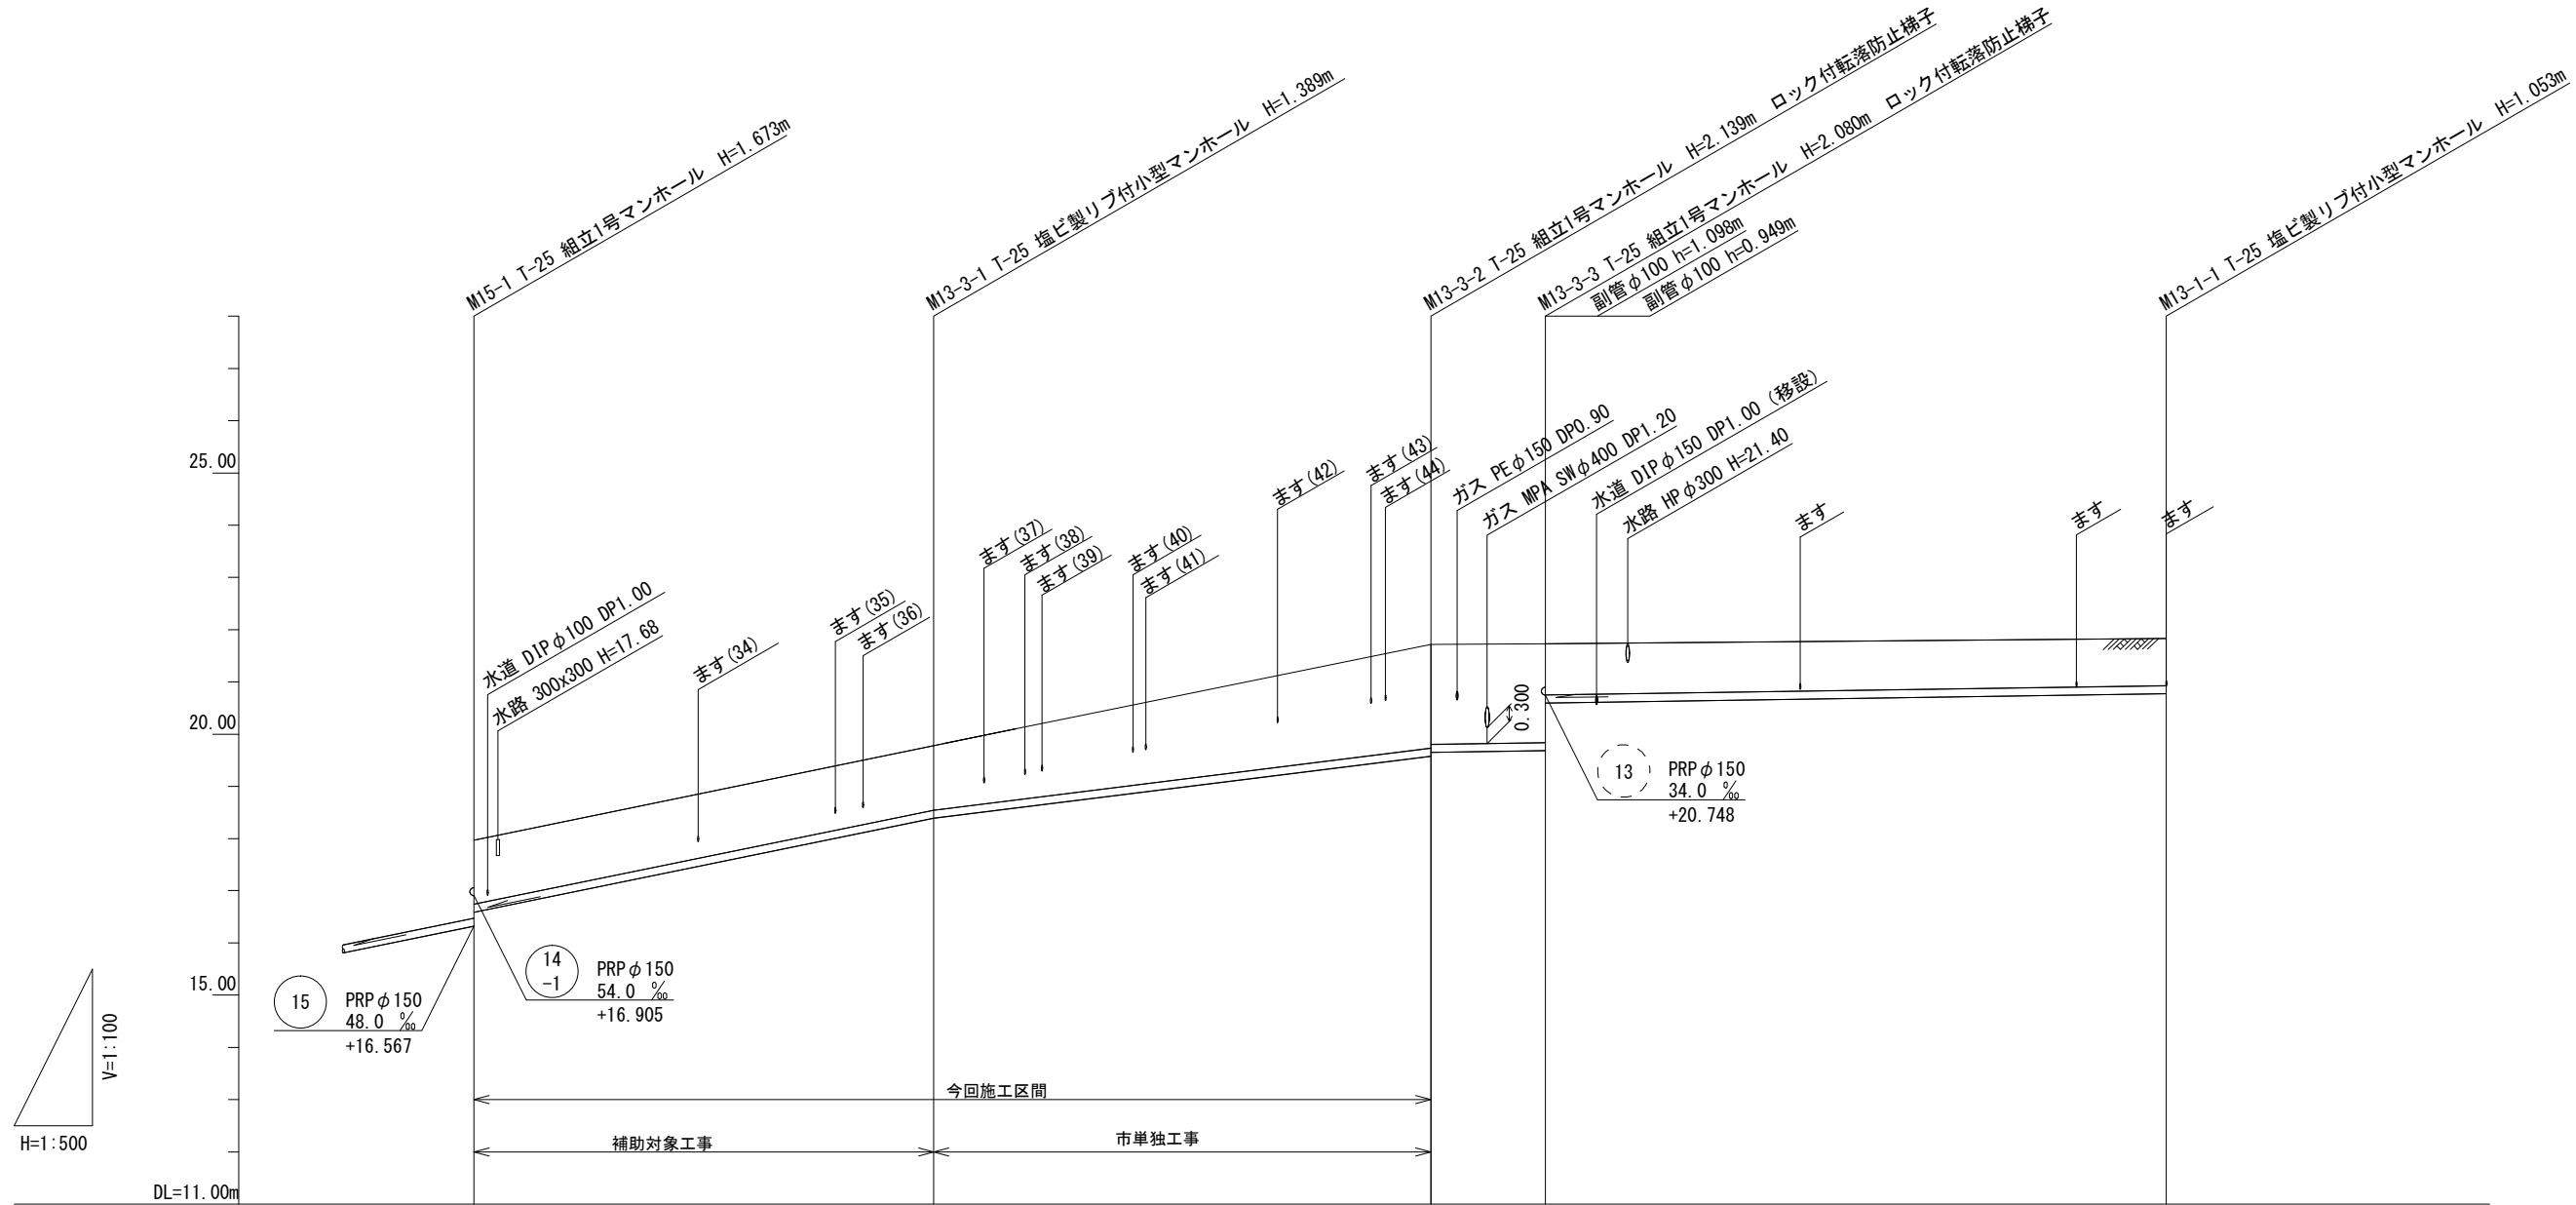 M15-1 T-25 組立1号マンホール H=1.673m
M13-3-1 T-25 塩ビ製リブ付小型マンホール H=1.389m
M13-3-2 T-25 組立1号マンホール H=2.139m ロック付転落防止梯子
M13-3-3 T-25 組立1号マンホール H=2.080m ロック付転落防止梯子
副管φ100 h=1.098m
副管φ100 h=0.949m
M13-1-1 T-25 塩ビ製リブ付小型マンホール H=1.053m
25.00
20.00
15.00
DL=11.00m
水道 DIPφ100 DP1.00
水路 300x300 H=17.68
ます(34)
ます(35)
ます(36)
ます(37)
ます(38)
ます(39)
ます(40)
ます(41)
ます(42)
ます(43)
ます(44)
ガス PEφ150 DP0.90
ガス MPA SWφ400 DP1.20
水道 DIPφ150 DP1.00 (移設)
水路 HPφ300 H=21.40
ます
ます
ます
0.300
13
PRPφ150
34.0 ‰
+20.748
14
-1
PRPφ150
54.0 ‰
+16.905
15
PRPφ150
48.0 ‰
+16.567
V=1:100
H=1:500
今回施工区間
補助対象工事
市単独工事